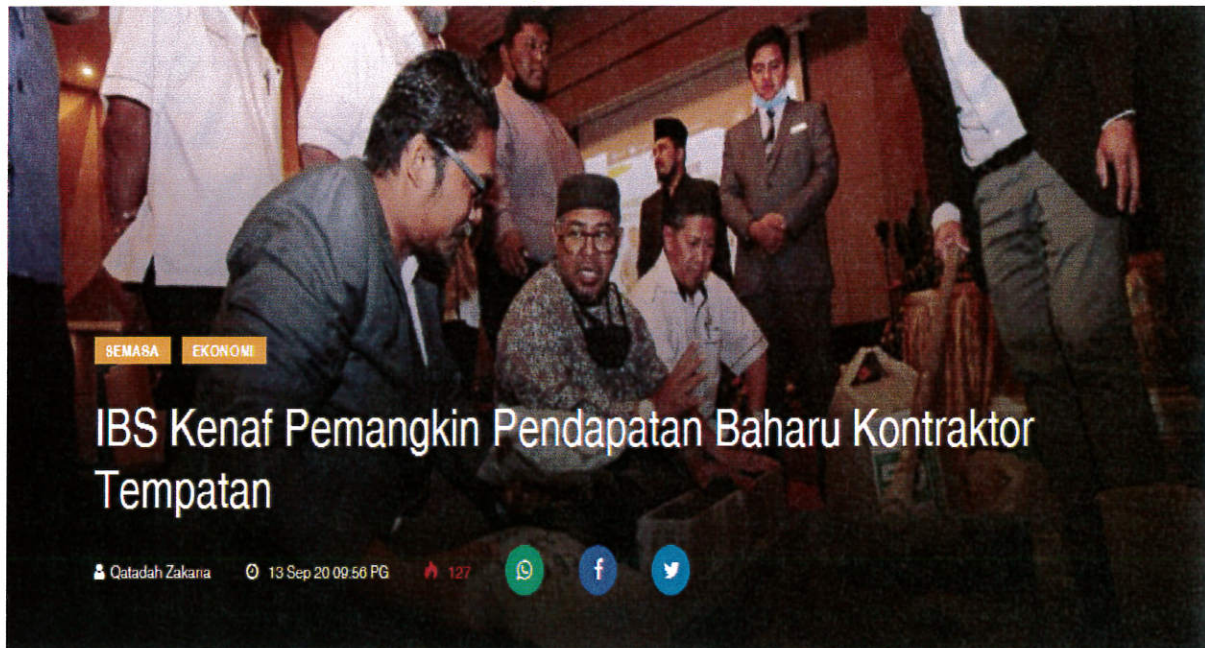 SEMASA EKONOMI
IBS Kenaf Pemangkin Pendapatan Baharu Kontraktor
Tempatan
Qatadah Zakaria 13 Sep 20 09:56 PG 127